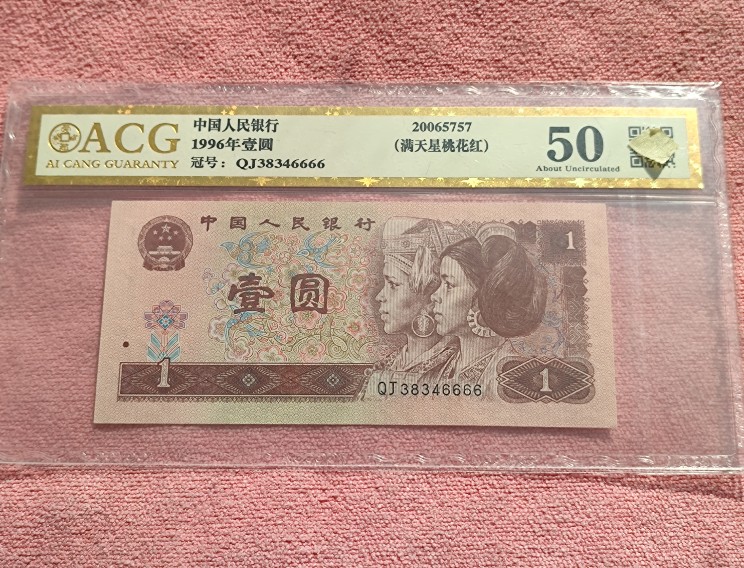 ACG
AI CANG GUARANTY
中国人民银行
1996年壹圆
冠号： QJ38346666
20065757
（满天星桃花红）
50
About Uncirculated
中国人民银行
1
壹圆
1
QJ38346666
1